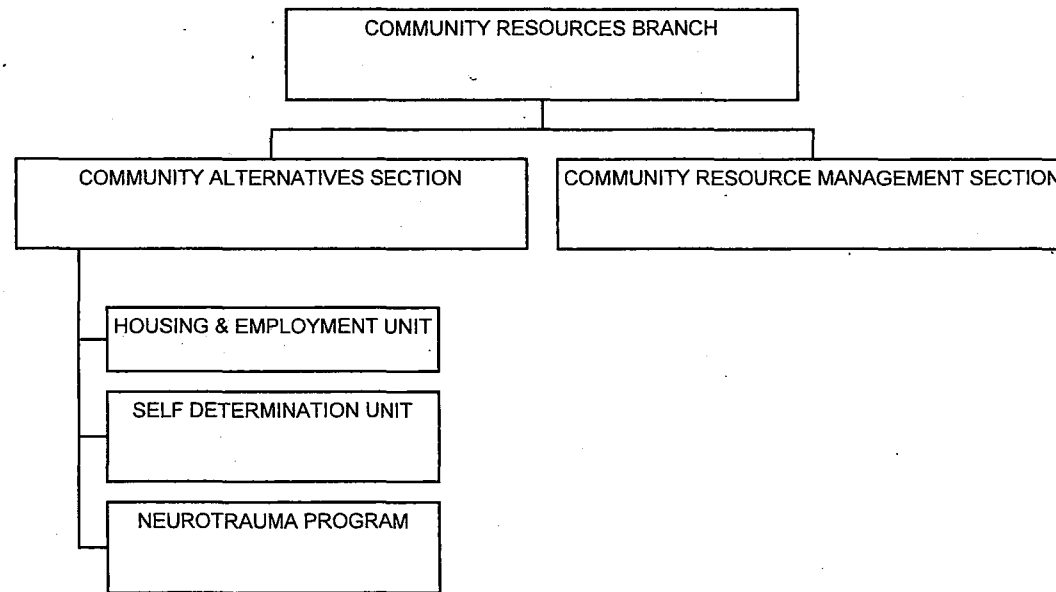 COMMUNITY RESOURCES BRANCH
COMMUNITY ALTERNATIVES SECTION
COMMUNITY RESOURCE MANAGEMENT SECTION
HOUSING & EMPLOYMENT UNIT
SELF DETERMINATION UNIT
NEUROTRAUMA PROGRAM